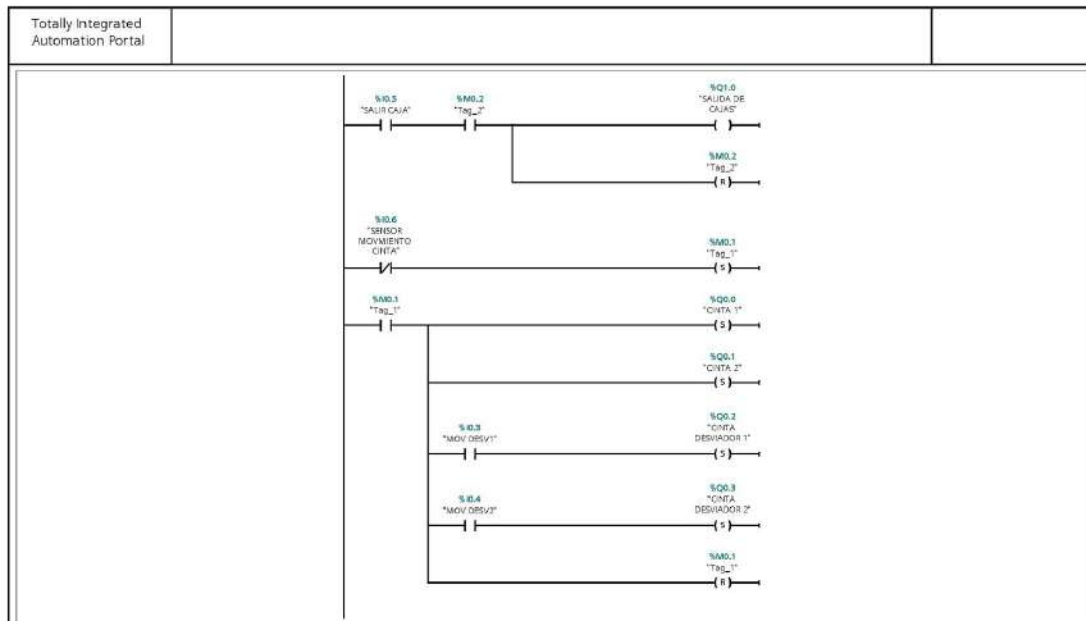 Totally Integrated
Automation Portal
%I0.5
"SALIR CAJA"
%M0.2
"Tag_2"
%Q1.0
"SALIDA DE
CAJAS"
%M0.2
"Tag_2"
R
%I0.6
"SENSOR
MOVMIENTO
CINTA"
%M0.1
"Tag_1"
S
%M0.1
"Tag_1"
%Q0.0
"CINTA 1"
S
%Q0.1
"CINTA 2"
S
%I0.3
"MOV DESV1"
%Q0.2
"CINTA
DESVIADOR 1"
S
%I0.4
"MOV DESV2"
%Q0.3
"CINTA
DESVIADOR 2"
S
%M0.1
"Tag_1"
R